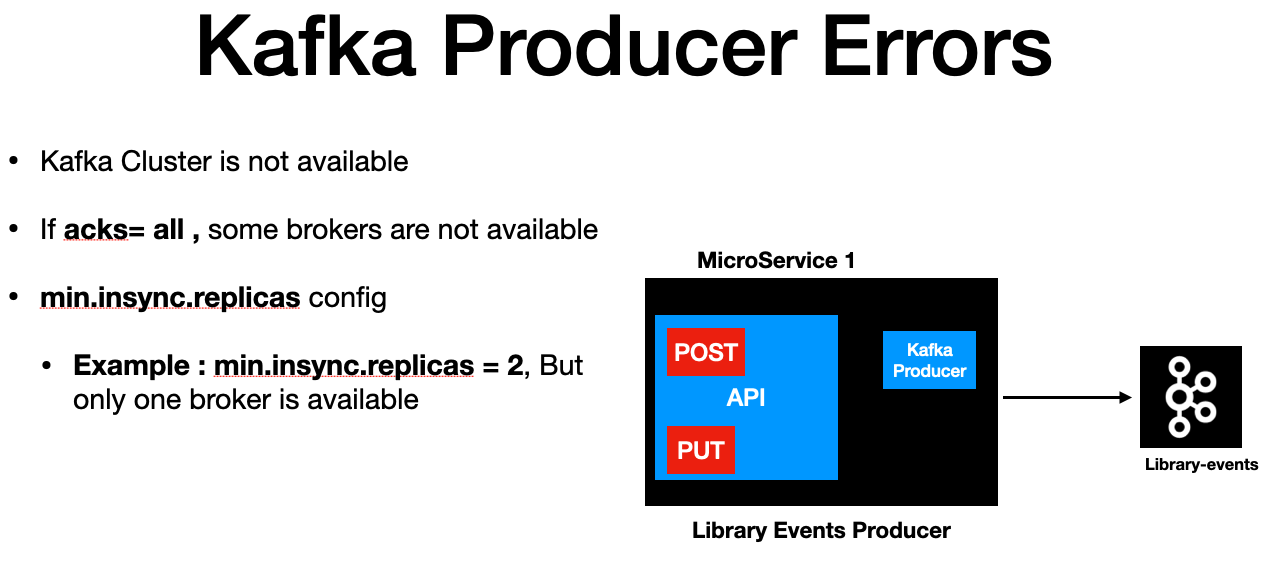 Kafka Producer Errors
• Kafka Cluster is not available
• If acks= all , some brokers are not available
• min.insync.replicas config
• Example : min.insync.replicas = 2, But
only one broker is available
MicroService 1
POST
API
PUT
Kafka
Producer
Library Events Producer
Library-events